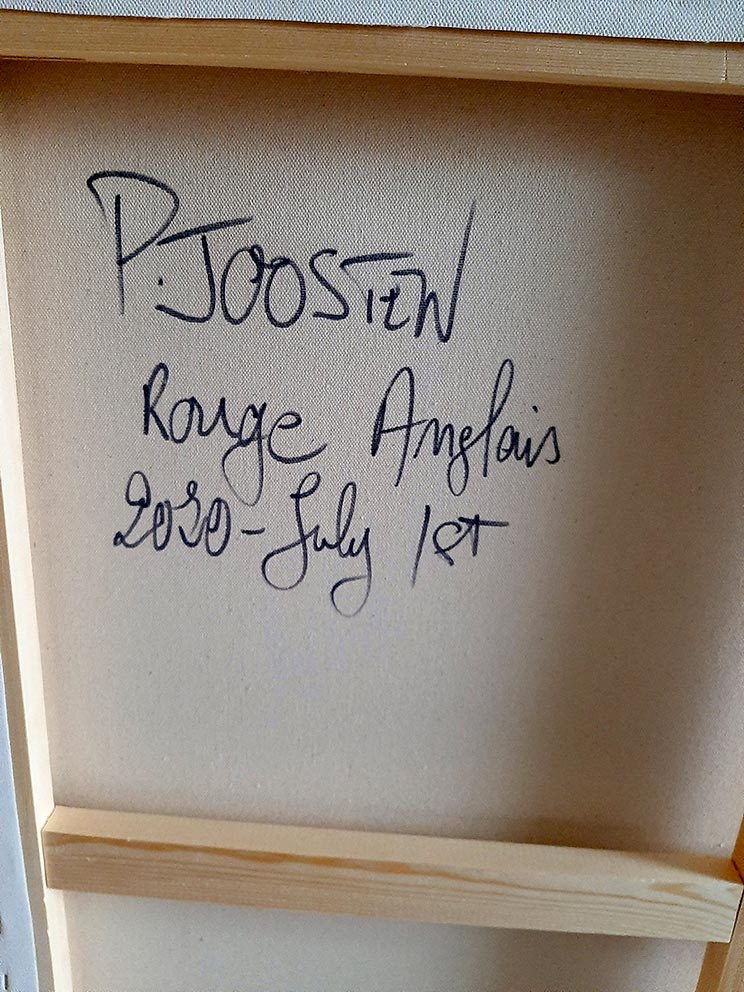 P. JOOSTEN
Rouge Anglais
2020-July 1st